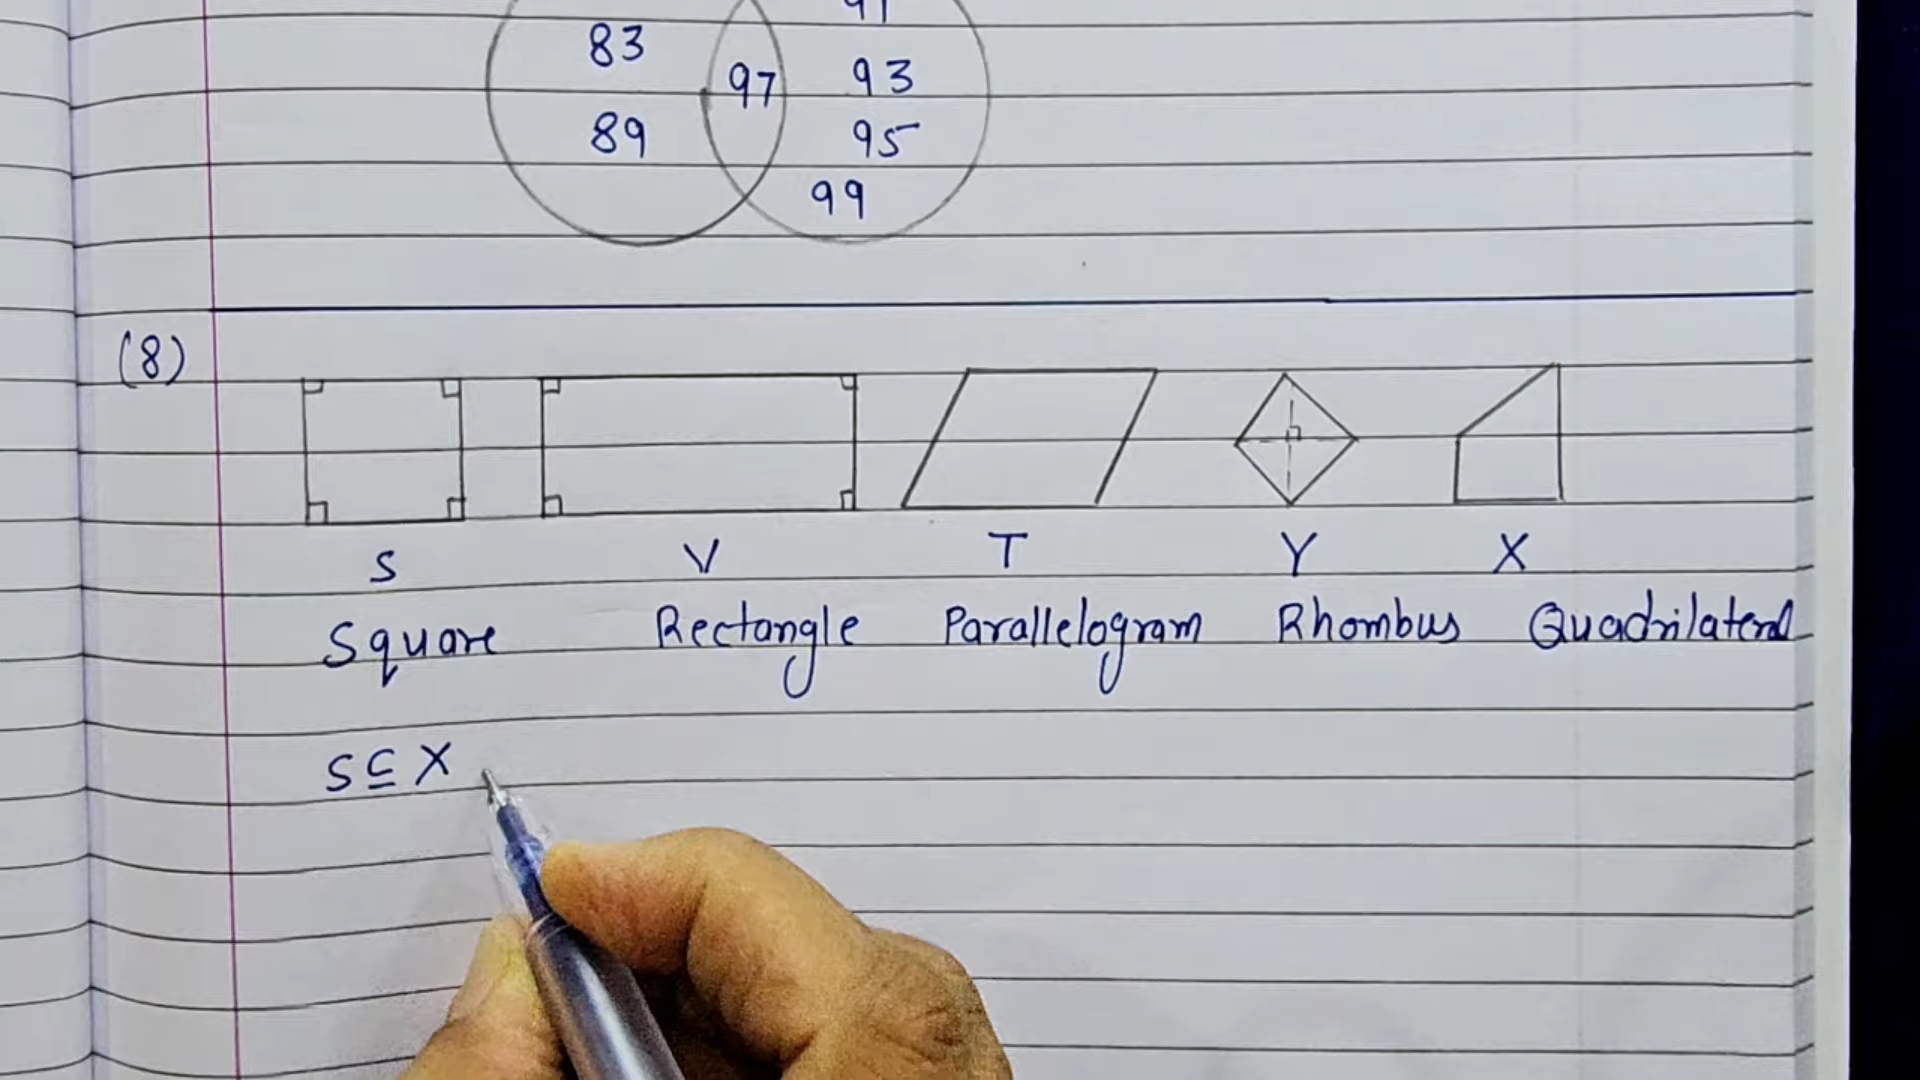 83 97 93
89 95
99
(8)
S V T Y X
Square Rectangle Parallelogram Rhombus Quadrilateral
S ⊆ X